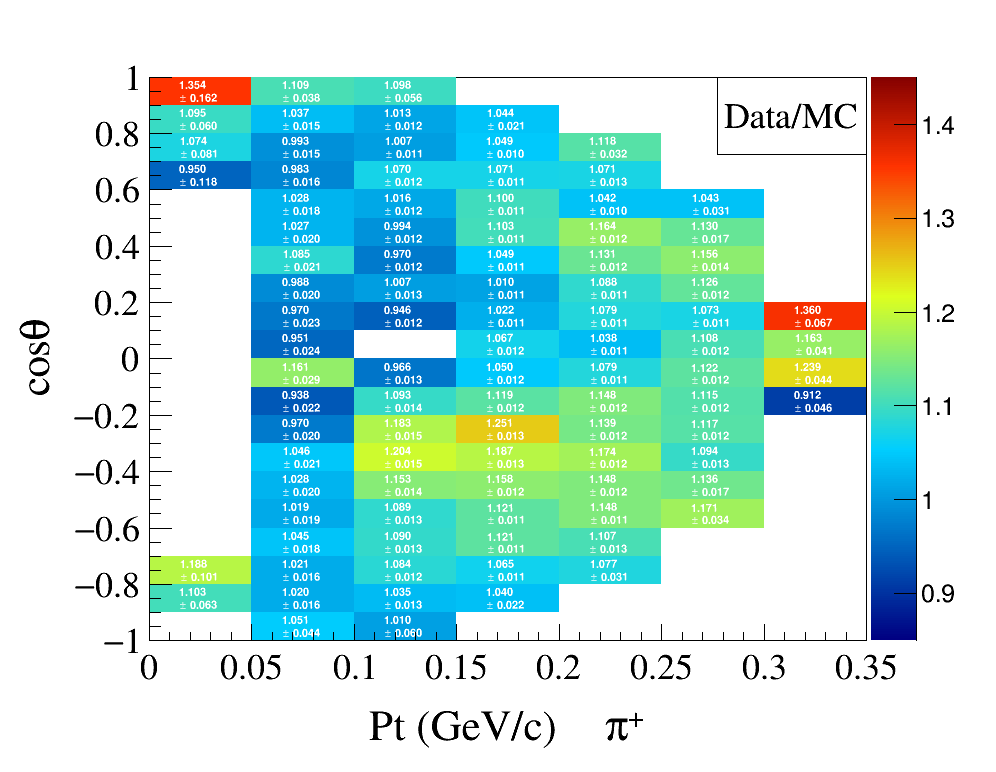 Data/MC
1.354 1.109 1.098
± 0.162 ± 0.038 ± 0.056
1.095 1.037 1.013 1.044
± 0.060 ± 0.015 ± 0.012 ± 0.021
1.074 0.993 1.007 1.049 1.118
± 0.081 ± 0.015 ± 0.011 ± 0.010 ± 0.032
0.950 0.983 1.070 1.071 1.071
± 0.118 ± 0.016 ± 0.012 ± 0.011 ± 0.013
1.028 1.016 1.100 1.042 1.043
± 0.018 ± 0.012 ± 0.011 ± 0.010 ± 0.031
1.027 0.994 1.103 1.164 1.130
± 0.020 ± 0.012 ± 0.011 ± 0.012 ± 0.017
1.085 0.970 1.049 1.131 1.156
± 0.021 ± 0.012 ± 0.011 ± 0.012 ± 0.014
0.988 1.007 1.010 1.088 1.126
± 0.020 ± 0.013 ± 0.011 ± 0.011 ± 0.012
0.970 0.946 1.022 1.079 1.073 1.360
± 0.023 ± 0.012 ± 0.011 ± 0.011 ± 0.011 ± 0.067
0.951 1.067 1.038 1.108 1.163
± 0.024 ± 0.012 ± 0.011 ± 0.012 ± 0.041
1.161 0.966 1.050 1.079 1.122 1.239
± 0.029 ± 0.013 ± 0.012 ± 0.011 ± 0.012 ± 0.044
0.938 1.093 1.119 1.148 1.115 0.912
± 0.022 ± 0.014 ± 0.012 ± 0.012 ± 0.012 ± 0.046
0.970 1.183 1.251 1.139 1.117
± 0.020 ± 0.015 ± 0.013 ± 0.012 ± 0.012
1.046 1.204 1.187 1.174 1.094
± 0.021 ± 0.015 ± 0.013 ± 0.012 ± 0.013
1.028 1.153 1.158 1.148 1.136
± 0.020 ± 0.014 ± 0.012 ± 0.012 ± 0.017
1.019 1.089 1.121 1.148 1.171
± 0.019 ± 0.013 ± 0.011 ± 0.011 ± 0.034
1.045 1.090 1.121 1.107
± 0.018 ± 0.013 ± 0.011 ± 0.013
1.188 1.021 1.084 1.065 1.077
± 0.101 ± 0.016 ± 0.012 ± 0.011 ± 0.031
1.103 1.020 1.035 1.040
± 0.063 ± 0.016 ± 0.013 ± 0.022
1.051 1.010
± 0.044 ± 0.060
1
0.8
0.6
0.4
0.2
0
−0.2
−0.4
−0.6
−0.8
−1
cosθ
0 0.05 0.1 0.15 0.2 0.25 0.3 0.35
Pt (GeV/c) π⁺
1.4
1.3
1.2
1.1
1
0.9